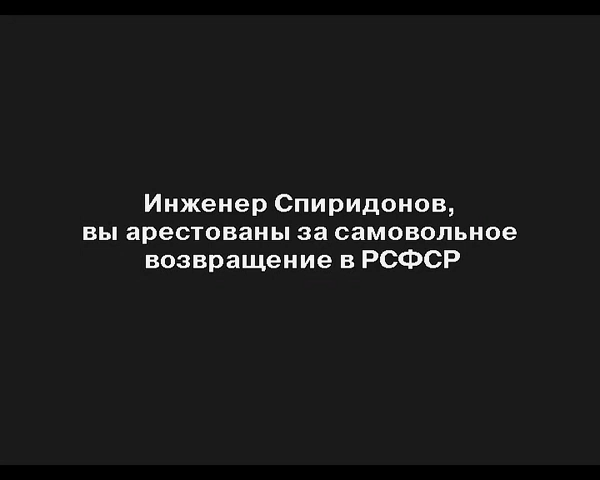 Инженер Спиридонов,
вы арестованы за самовольное
возвращение в РСФСР